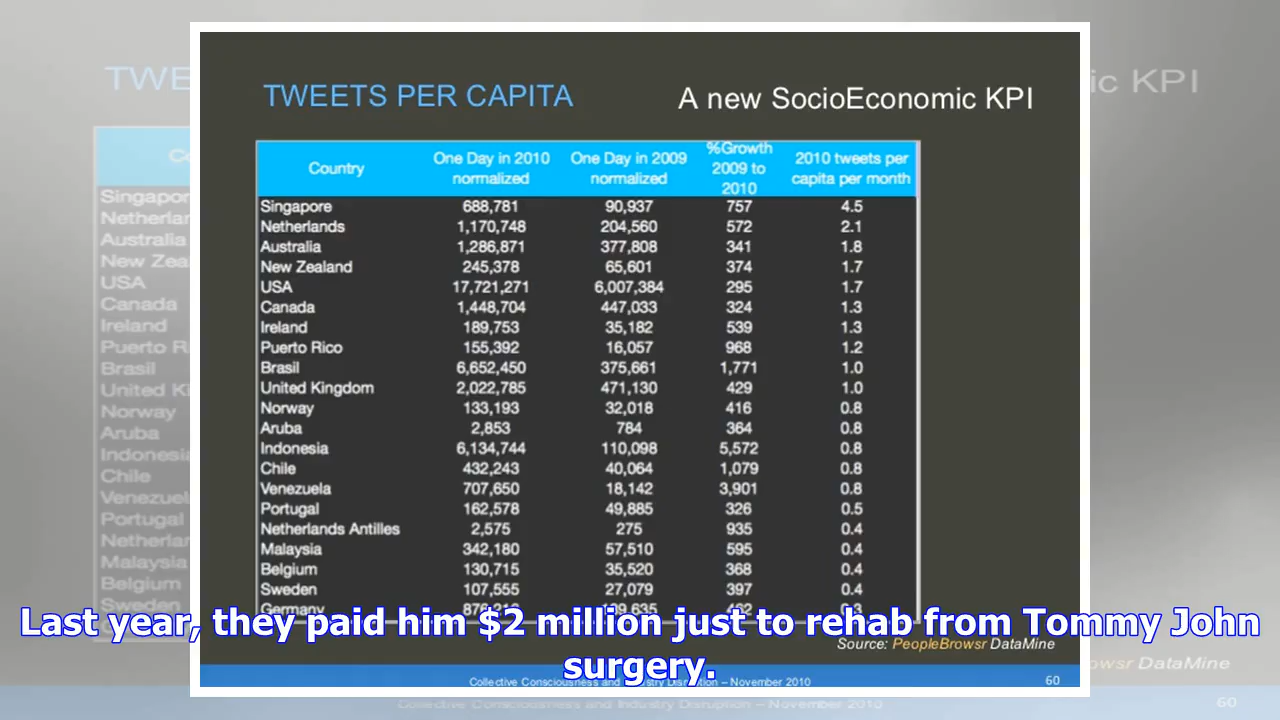 TWEETS PER CAPITA A new SocioEconomic KPI
Country One Day in 2010 normalized One Day in 2009 normalized %Growth 2009 to 2010 2010 tweets per capita per month
Singapore 688,781 90,937 757 4.5
Netherlands 1,170,748 204,560 572 2.1
Australia 1,286,871 377,808 341 1.8
New Zealand 245,378 65,601 374 1.7
USA 17,721,271 6,007,384 295 1.7
Canada 1,448,704 447,033 324 1.3
Ireland 189,753 35,182 539 1.3
Puerto Rico 155,392 16,057 968 1.2
Brasil 6,652,450 375,661 1,771 1.0
United Kingdom 2,022,785 471,130 429 1.0
Norway 133,193 32,018 416 0.8
Aruba 2,853 784 364 0.8
Indonesia 6,134,744 110,098 5,572 0.8
Chile 432,243 40,064 1,079 0.8
Venezuela 707,650 18,142 3,901 0.8
Portugal 162,578 49,885 326 0.5
Netherlands Antilles 2,575 275 935 0.4
Malaysia 342,180 57,510 595 0.4
Belgium 130,715 35,520 368 0.4
Sweden 107,555 27,079 397 0.4
Germany
Last year, they paid him $2 million just to rehab from Tommy John
surgery.
Source: PeopleBrowsr DataMine
Collective Consciousness and Industry Disruption – November 2010 60